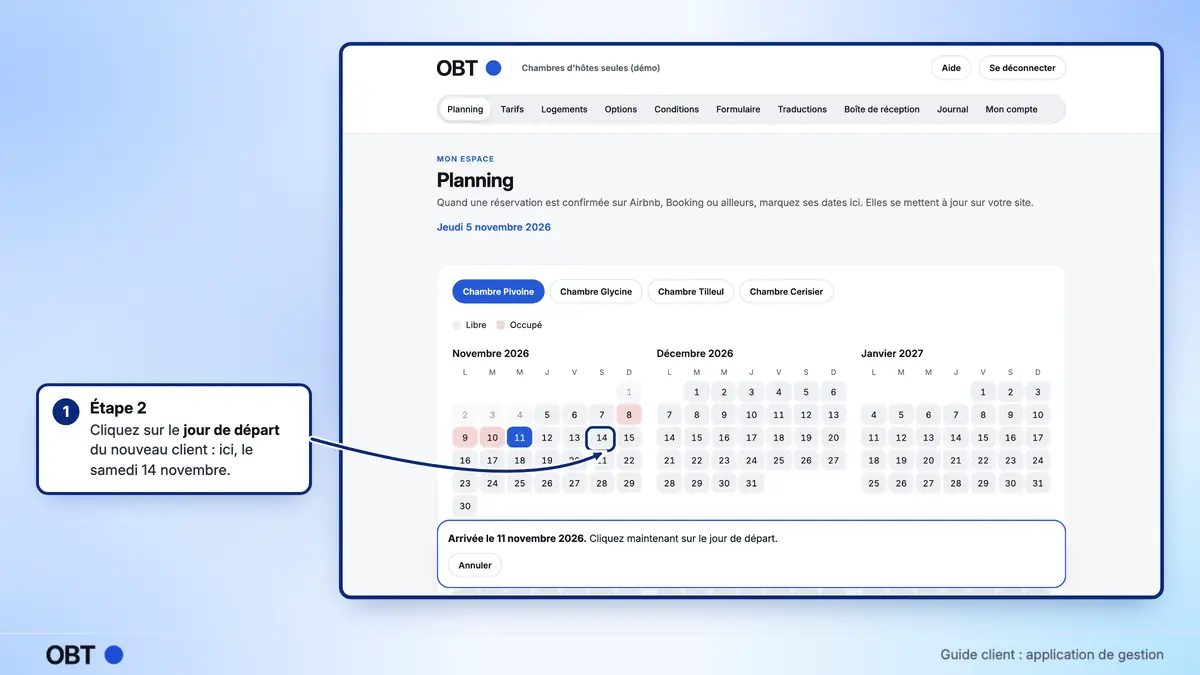 OBT
Chambres d'hôtes seules (démo)
Aide
Se déconnecter
Planning Tarifs Logements Options Conditions Formulaire Traductions Boîte de réception Journal Mon compte
MON ESPACE
Planning
Quand une réservation est confirmée sur Airbnb, Booking ou ailleurs, marquez ses dates ici. Elles se mettent à jour sur votre site.
Jeudi 5 novembre 2026
Chambre Pivoine Chambre Glycine Chambre Tilleul Chambre Cerisier
Libre Occupé
Novembre 2026
L M M J V S D
1
2 3 4 5 6 7 8
9 10 11 12 13 14 15
16 17 18 19 21 22
23 24 25 26 27 28 29
30
Décembre 2026
L M M J V S D
1 2 3 4 5 6
7 8 9 10 11 12 13
14 15 16 17 18 19 20
21 22 23 24 25 26 27
28 29 30 31
Janvier 2027
L M M J V S D
1 2 3
4 5 6 7 8 9 10
11 12 13 14 15 16 17
18 19 20 21 22 23 24
25 26 27 28 29 30 31
Arrivée le 11 novembre 2026. Cliquez maintenant sur le jour de départ.
Annuler
1
Étape 2
Cliquez sur le jour de départ
du nouveau client : ici, le
samedi 14 novembre.
OBT
Guide client : application de gestion